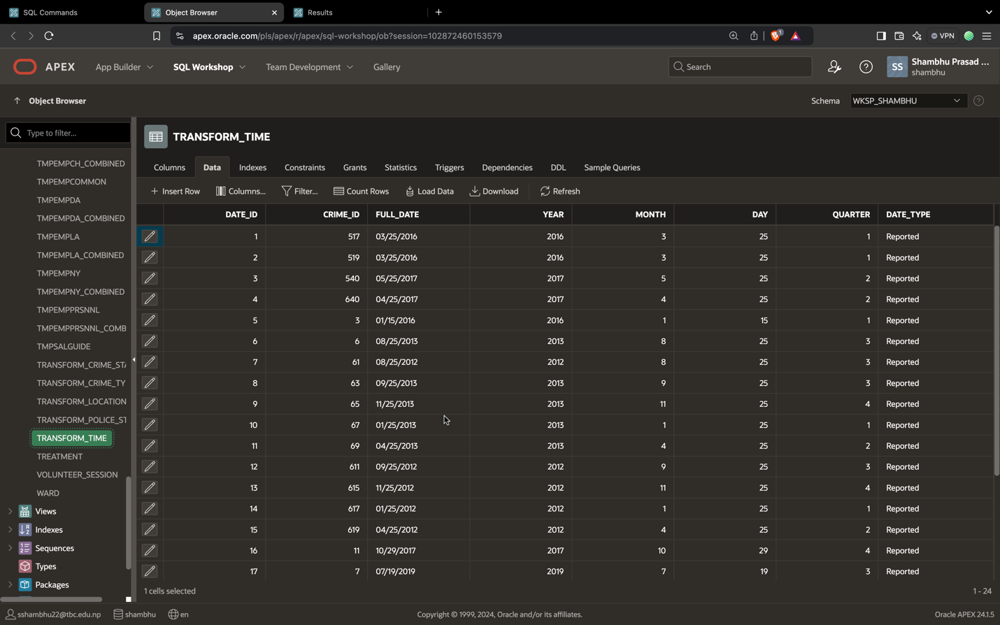 SQL Commands
Object Browser
Results
apex.oracle.com/pls/apex/r/apex/sql-workshop/ob?session=102872460153579
1
VPN
APEX
App Builder
SQL Workshop
Team Development
Gallery
Search
SS
Shambhu Prasad ...
shambhu
Object Browser
Schema
WKSP_SHAMBHU
Type to filter...
TMPEMPCH_COMBINED
TMPEMPCOMMON
TMPEMPDA
TMPEMPDA_COMBINED
TMPEMPLA
TMPEMPLA_COMBINED
TMPEMPNY
TMPEMPNY_COMBINED
TMPEMPPRSNNL
TMPEMPPRSNNL_COMB
TMPSALGUIDE
TRANSFORM_CRIME_STA
TRANSFORM_CRIME_TY
TRANSFORM_LOCATION
TRANSFORM_POLICE_ST
TRANSFORM_TIME
TREATMENT
VOLUNTEER_SESSION
WARD
Views
Indexes
Sequences
Types
Packages
TRANSFORM_TIME
Columns Data Indexes Constraints Grants Statistics Triggers Dependencies DDL Sample Queries
Insert Row Columns... Filter... Count Rows Load Data Download Refresh
DATE_ID CRIME_ID FULL_DATE YEAR MONTH DAY QUARTER DATE_TYPE
1 517 03/25/2016 2016 3 25 1 Reported
2 519 03/25/2016 2016 3 25 1 Reported
3 540 05/25/2017 2017 5 25 2 Reported
4 640 04/25/2017 2017 4 25 2 Reported
5 3 01/15/2016 2016 1 15 1 Reported
6 6 08/25/2013 2013 8 25 3 Reported
7 61 08/25/2012 2012 8 25 3 Reported
8 63 09/25/2013 2013 9 25 3 Reported
9 65 11/25/2013 2013 11 25 4 Reported
10 67 01/25/2013 2013 1 25 1 Reported
11 69 04/25/2013 2013 4 25 2 Reported
12 611 09/25/2012 2012 9 25 3 Reported
13 615 11/25/2012 2012 11 25 4 Reported
14 617 01/25/2012 2012 1 25 1 Reported
15 619 04/25/2012 2012 4 25 2 Reported
16 11 10/29/2017 2017 10 29 4 Reported
17 7 07/19/2019 2019 7 19 3 Reported
1 cells selected
1 - 24
sshambhu22@tbc.edu.np
shambhu
en
Copyright © 1999, 2024, Oracle and/or its affiliates.
Oracle APEX 24.1.5